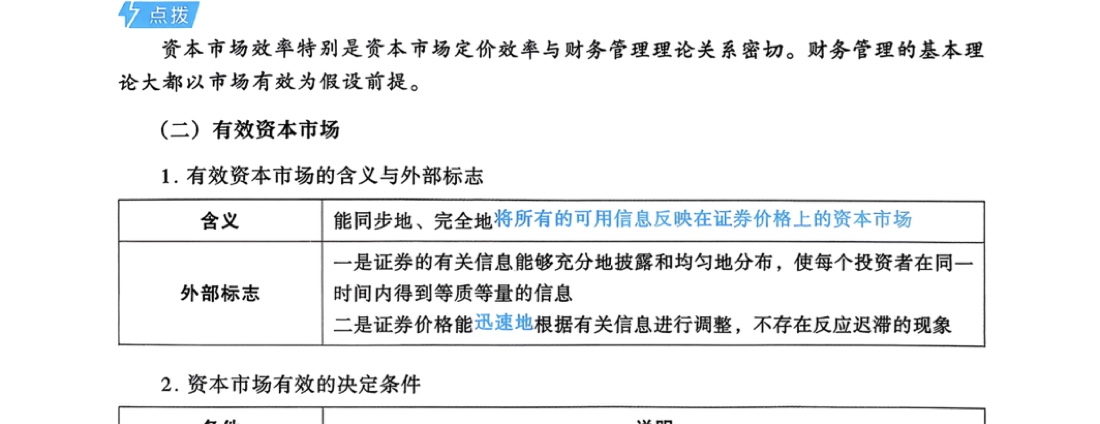 点拨
资本市场效率特别是资本市场定价效率与财务管理理论关系密切。财务管理的基本理
论大都以市场有效为假设前提。
（二）有效资本市场
1. 有效资本市场的含义与外部标志
含义 能同步地、完全地将所有的可用信息反映在证券价格上的资本市场
一是证券的有关信息能够充分地披露和均匀地分布，使每个投资者在同一
外部标志 时间内得到等质等量的信息
二是证券价格能迅速地根据有关信息进行调整，不存在反应迟滞的现象
2. 资本市场有效的决定条件
条件 说明